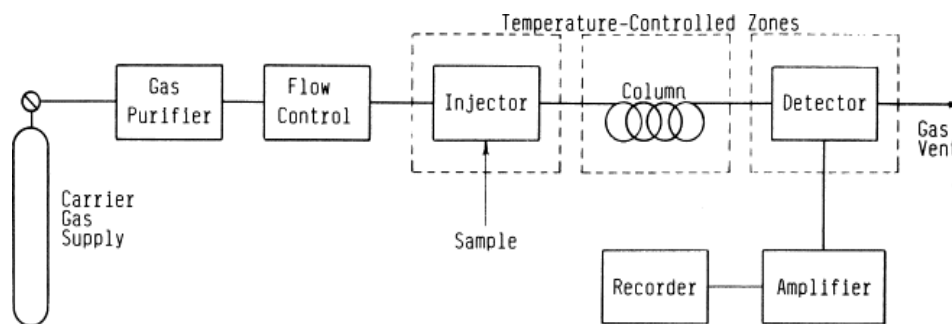 Temperature-Controlled Zones
Gas
Purifier
Flow
Control
Injector
Column
Detector
Gas
Vent
Carrier
Gas
Supply
Sample
Recorder
Amplifier